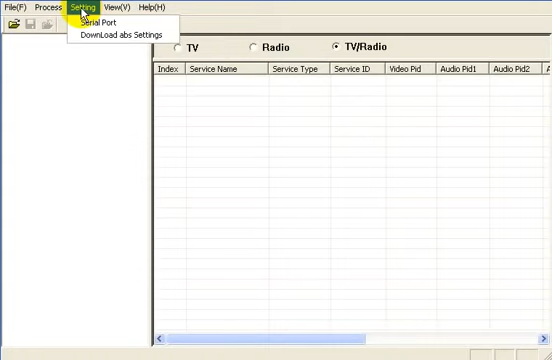 File(F) Process Setting View(V) Help(H)
Serial Port
DownLoad abs Settings
TV Radio TV/Radio
Index Service Name Service Type Service ID Video Pid Audio Pid1 Audio Pid2